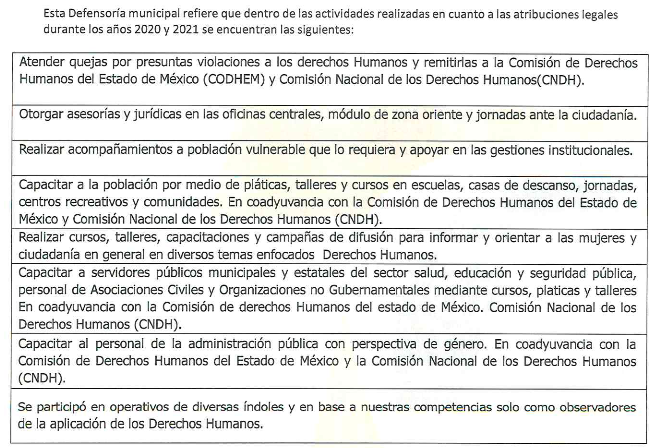 Esta Defensoría municipal refiere que dentro de las actividades realizadas en cuanto a las atribuciones legales
durante los años 2020 y 2021 se encuentran las siguientes:
Atender quejas por presuntas violaciones a los derechos Humanos y remitirlas a la Comisión de Derechos
Humanos del Estado de México (CODHEM) y Comisión Nacional de los Derechos Humanos(CNDH).
Otorgar asesorías y jurídicas en las oficinas centrales, módulo de zona oriente y jornadas ante la ciudadanía.
Realizar acompañamientos a población vulnerable que lo requiera y apoyar en las gestiones institucionales.
Capacitar a la población por medio de pláticas, talleres y cursos en escuelas, casas de descanso, jornadas,
centros recreativos y comunidades. En coadyuvancia con la Comisión de Derechos Humanos del Estado de
México y Comisión Nacional de los Derechos Humanos (CNDH).
Realizar cursos, talleres, capacitaciones y campañas de difusión para informar y orientar a las mujeres y
ciudadanía en general en diversos temas enfocados Derechos Humanos.
Capacitar a servidores públicos municipales y estatales del sector salud, educación y seguridad pública,
personal de Asociaciones Civiles y Organizaciones no Gubernamentales mediante cursos, platicas y talleres
En coadyuvancia con la Comisión de derechos Humanos del estado de México. Comisión Nacional de los
Derechos Humanos (CNDH).
Capacitar al personal de la administración pública con perspectiva de género. En coadyuvancia con la
Comisión de Derechos Humanos del Estado de México y la Comisión Nacional de los Derechos Humanos
(CNDH).
Se participó en operativos de diversas índoles y en base a nuestras competencias solo como observadores
de la aplicación de los Derechos Humanos.